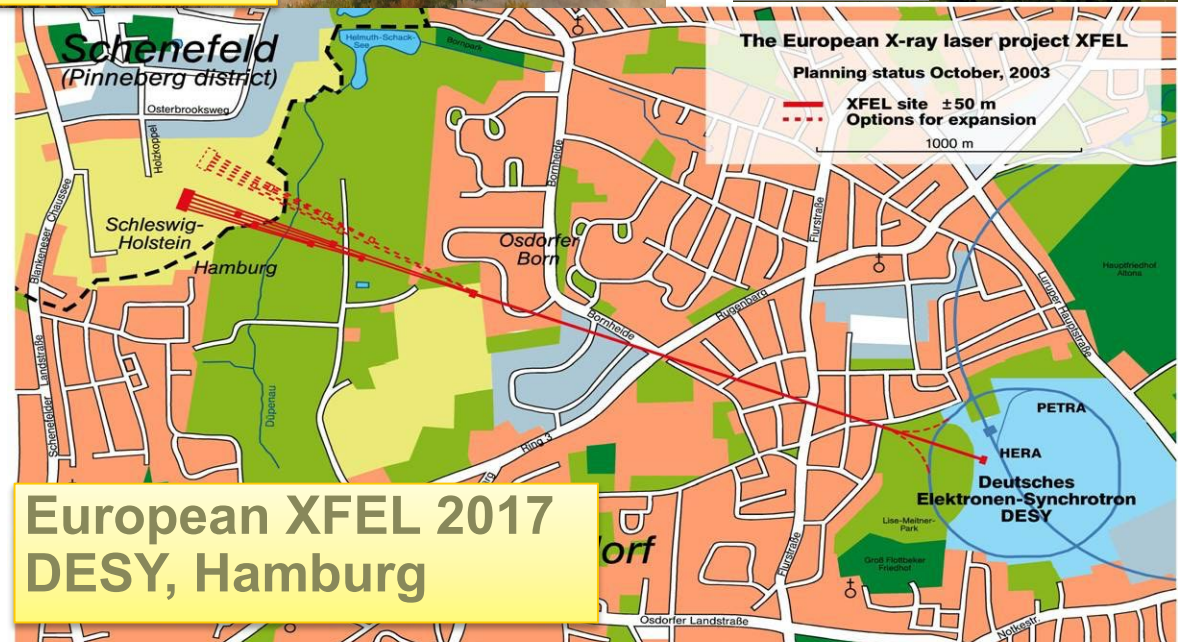 Schenefeld
(Pinneberg district)
Helmuth-Schack-
See
Bornpark
The European X-ray laser project XFEL
Planning status October, 2003
XFEL site ±50 m
Options for expansion
1000 m
Osterbrooksweg
Holzkoppel
Blankeneser Chaussee
Bornheide
Flurstraße
Schleswig-
Holstein
Hamburg
Osdorfer
Born
Hauptfriedhof
Altona
Luruper Hauptstraße
Rugenbarg
Bornheide
Schenefelder Landstraße
Düpenau
PETRA
HERA
Deutsches
Elektronen-Synchrotron
DESY
Ring 3
Lise-Meitner-
Park
Groß Flottbeker
Friedhof
Flurstraße
European XFEL 2017
DESY, Hamburg
dorf
Osdorfer Landstraße
Notkestr.